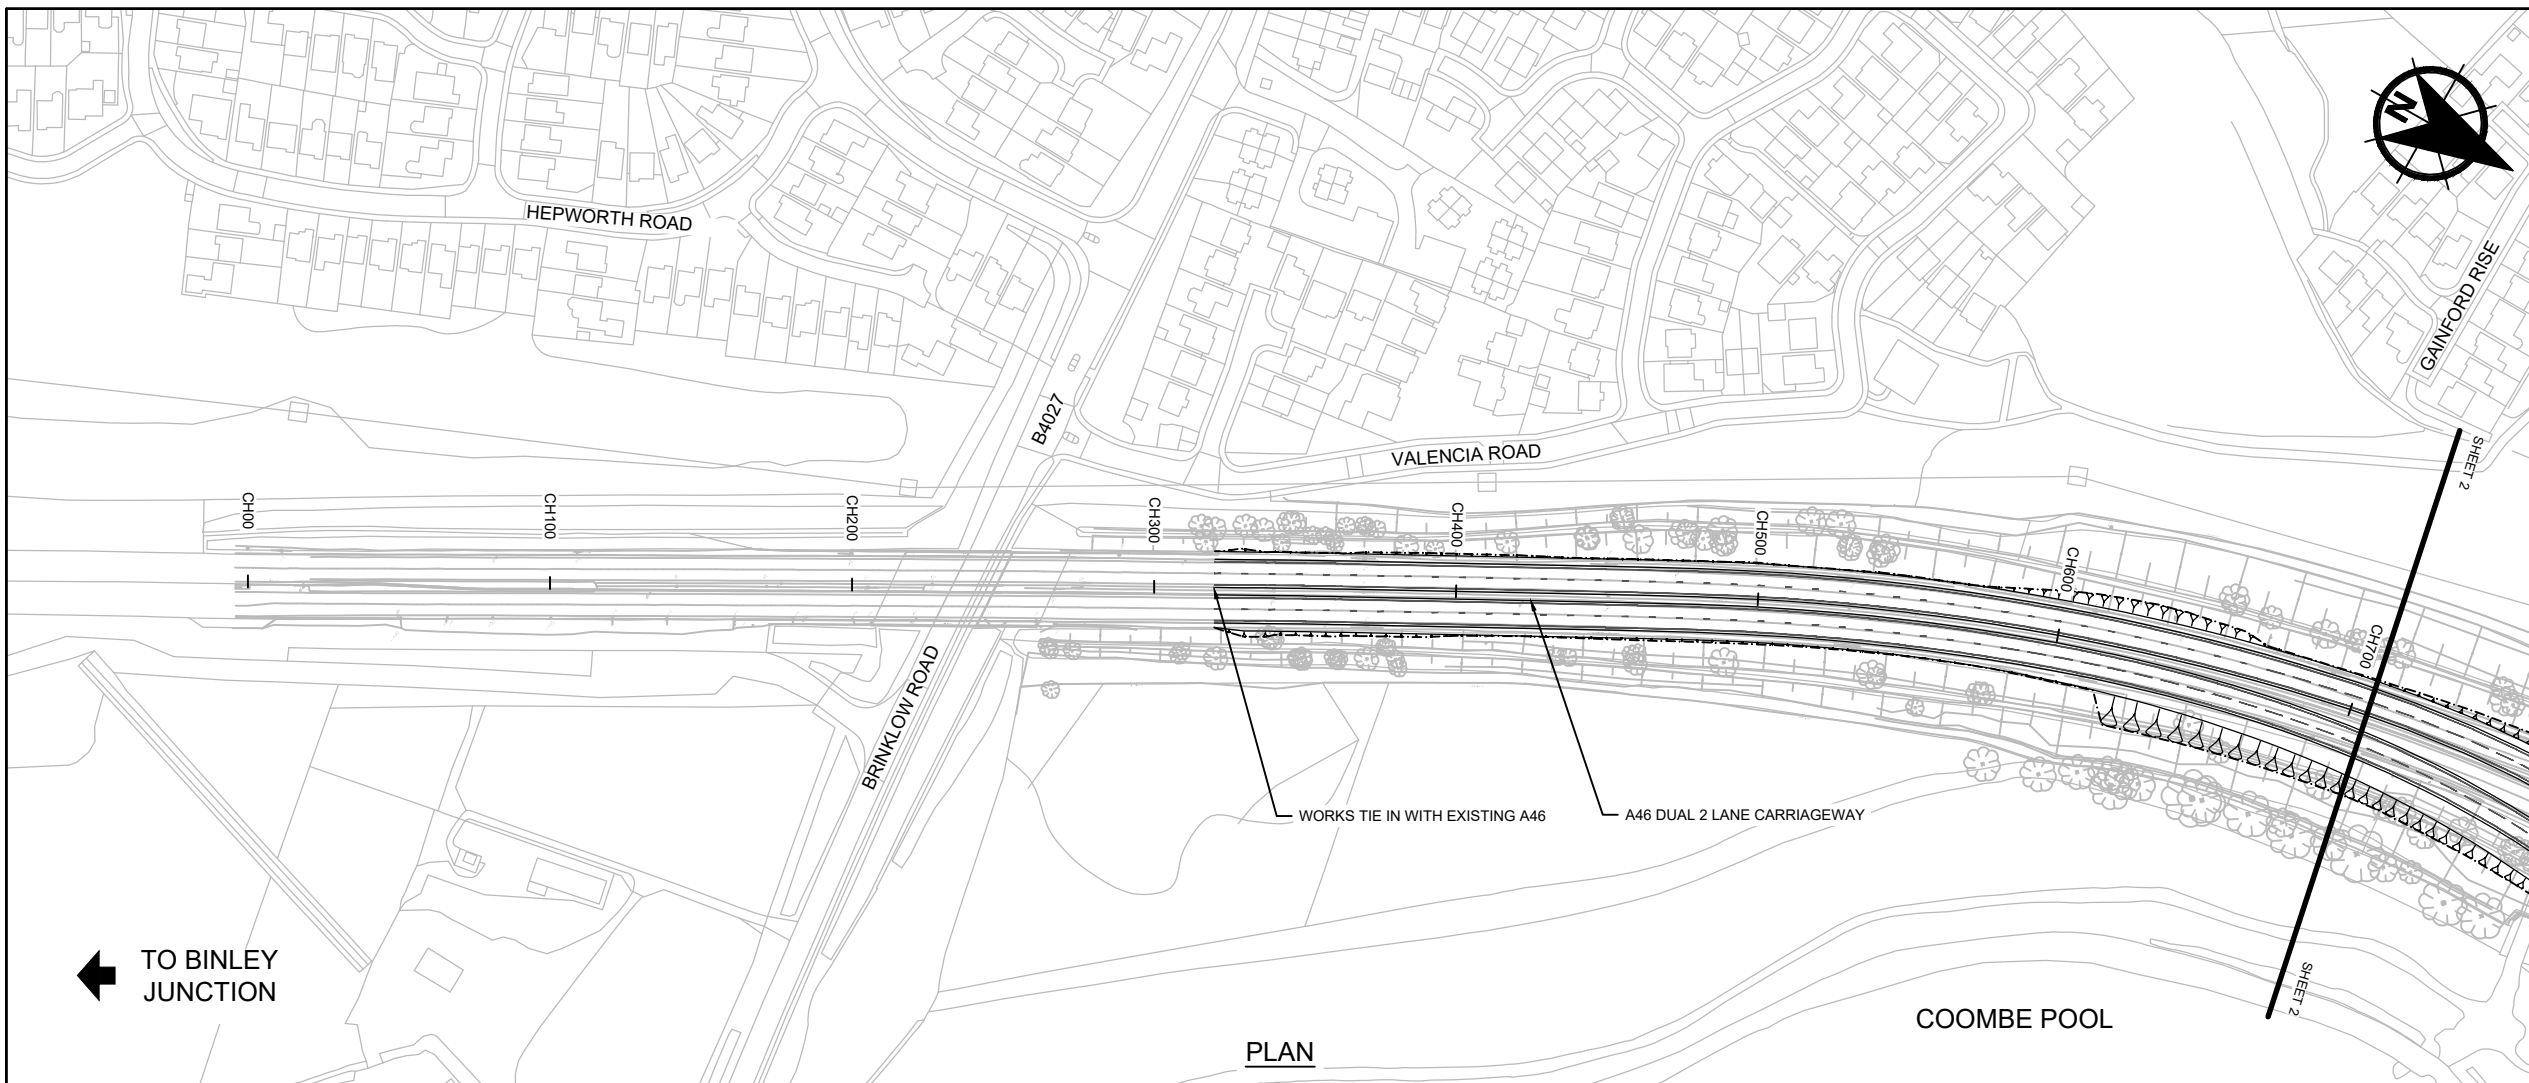 N
HEPWORTH ROAD
GAINFORD RISE
B4027
VALENCIA ROAD
SHEET 2
CH00
CH100
CH200
CH300
CH400
CH500
CH600
CH700
BRINKLOW ROAD
WORKS TIE IN WITH EXISTING A46
A46 DUAL 2 LANE CARRIAGEWAY
TO BINLEY
JUNCTION
SHEET 2
COOMBE POOL
PLAN